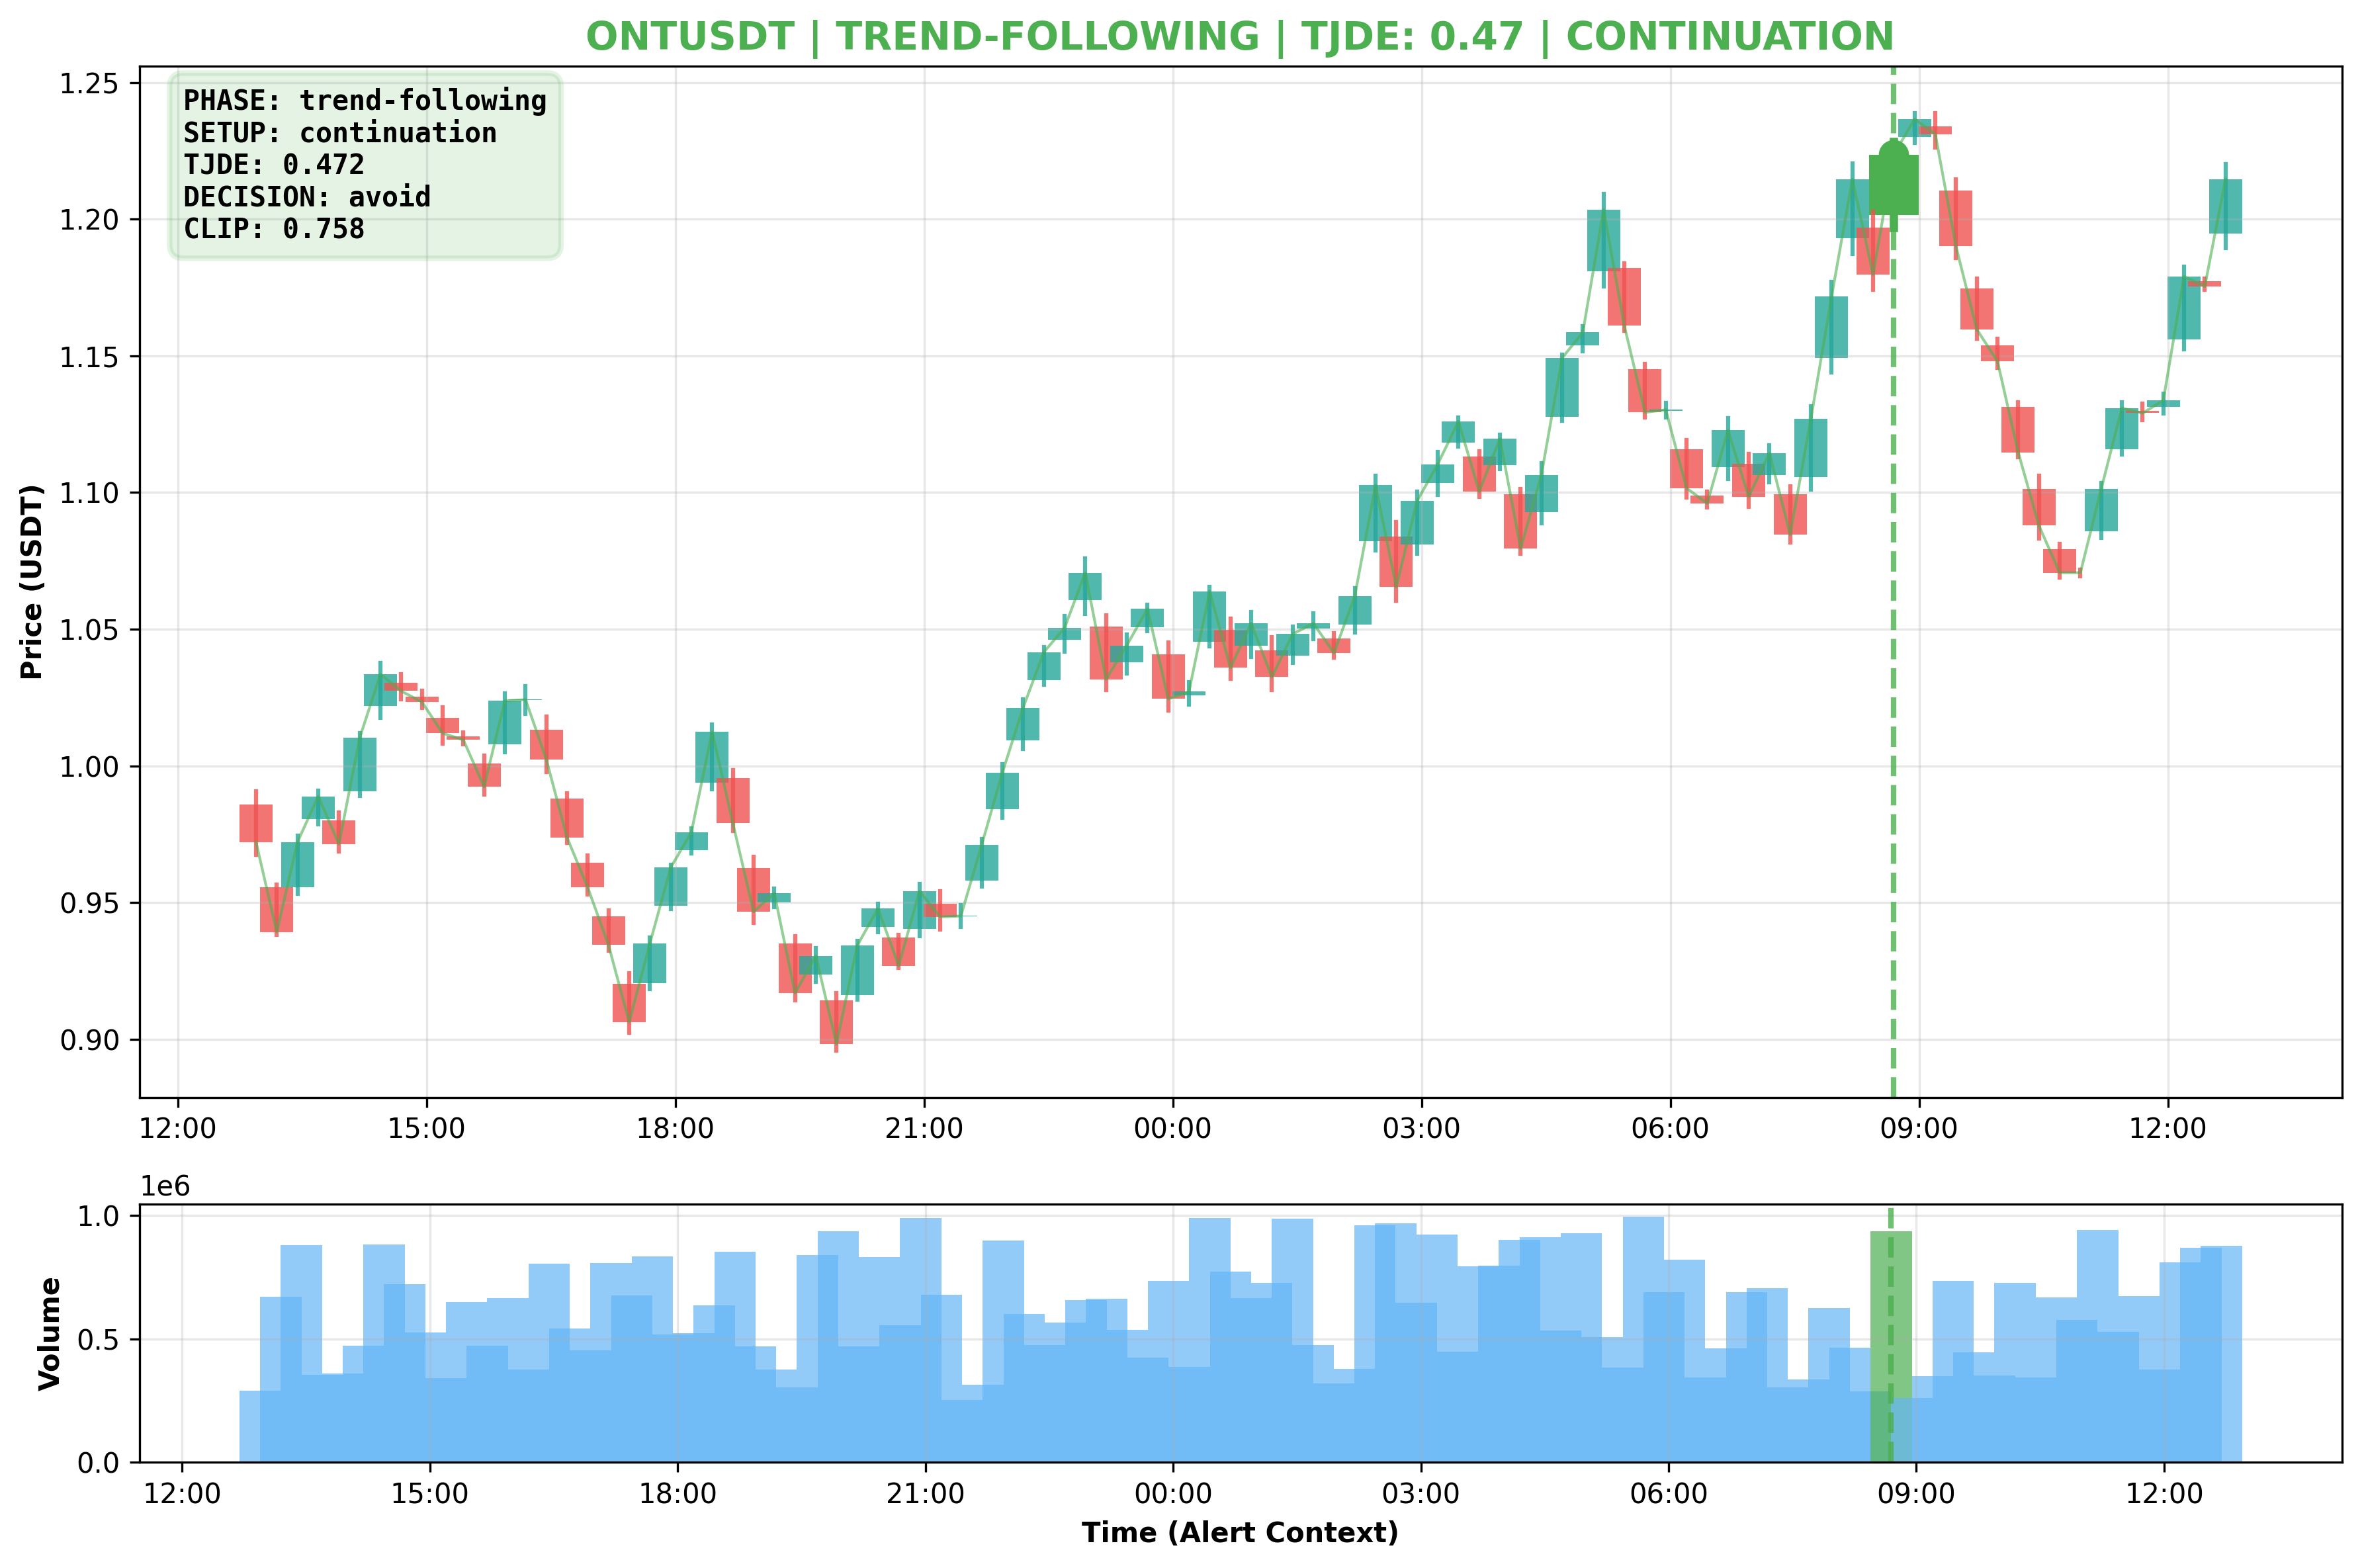 ONTUSDT | TREND-FOLLOWING | TJDE: 0.47 | CONTINUATION
PHASE: trend-following
SETUP: continuation
TJDE: 0.472
DECISION: avoid
CLIP: 0.758
Price (USDT)
1.25
1.20
1.15
1.10
1.05
1.00
0.95
0.90
12:00 15:00 18:00 21:00 00:00 03:00 06:00 09:00 12:00
1e6
Volume
1.0
0.5
0.0
12:00 15:00 18:00 21:00 00:00 03:00 06:00 09:00 12:00
Time (Alert Context)